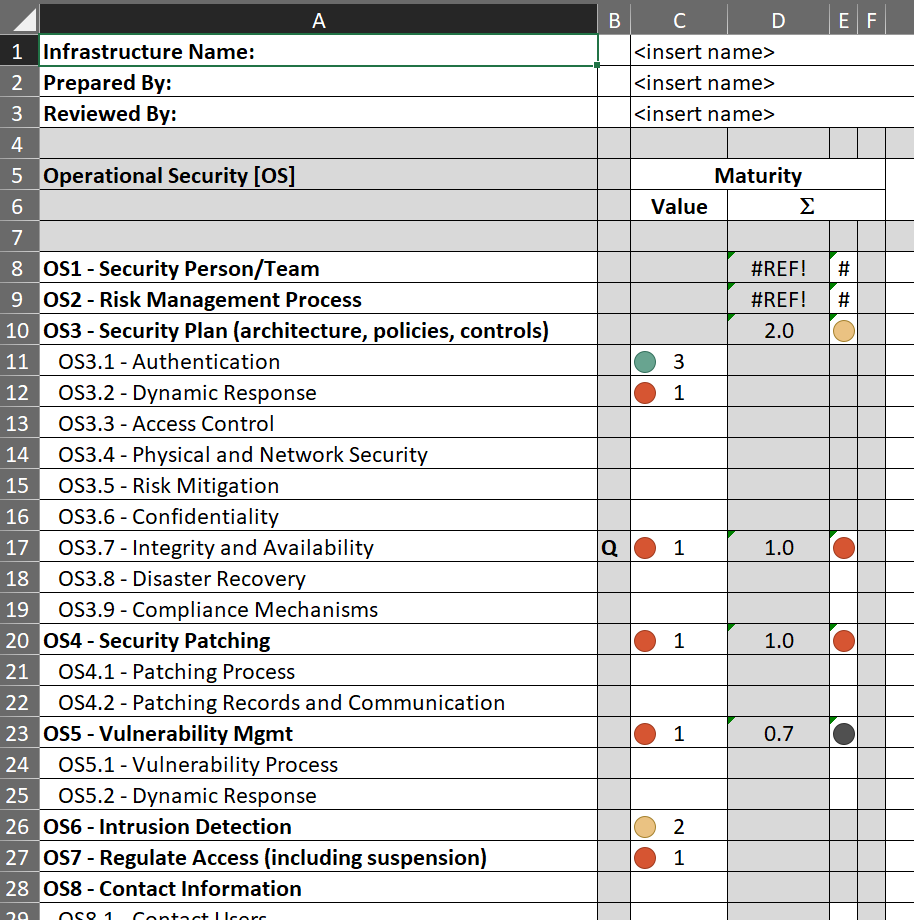 A B C D E F
1 Infrastructure Name: <insert name>
2 Prepared By: <insert name>
3 Reviewed By: <insert name>
4
5 Operational Security [OS] Maturity
6 Value Σ
7
8 OS1 - Security Person/Team #REF! #
9 OS2 - Risk Management Process #REF! #
10 OS3 - Security Plan (architecture, policies, controls) 2.0
11 OS3.1 - Authentication 3
12 OS3.2 - Dynamic Response 1
13 OS3.3 - Access Control
14 OS3.4 - Physical and Network Security
15 OS3.5 - Risk Mitigation
16 OS3.6 - Confidentiality
17 OS3.7 - Integrity and Availability Q 1 1.0
18 OS3.8 - Disaster Recovery
19 OS3.9 - Compliance Mechanisms
20 OS4 - Security Patching 1 1.0
21 OS4.1 - Patching Process
22 OS4.2 - Patching Records and Communication
23 OS5 - Vulnerability Mgmt 1 0.7
24 OS5.1 - Vulnerability Process
25 OS5.2 - Dynamic Response
26 OS6 - Intrusion Detection 2
27 OS7 - Regulate Access (including suspension) 1
28 OS8 - Contact Information
29 OS8.1 - Contact Users